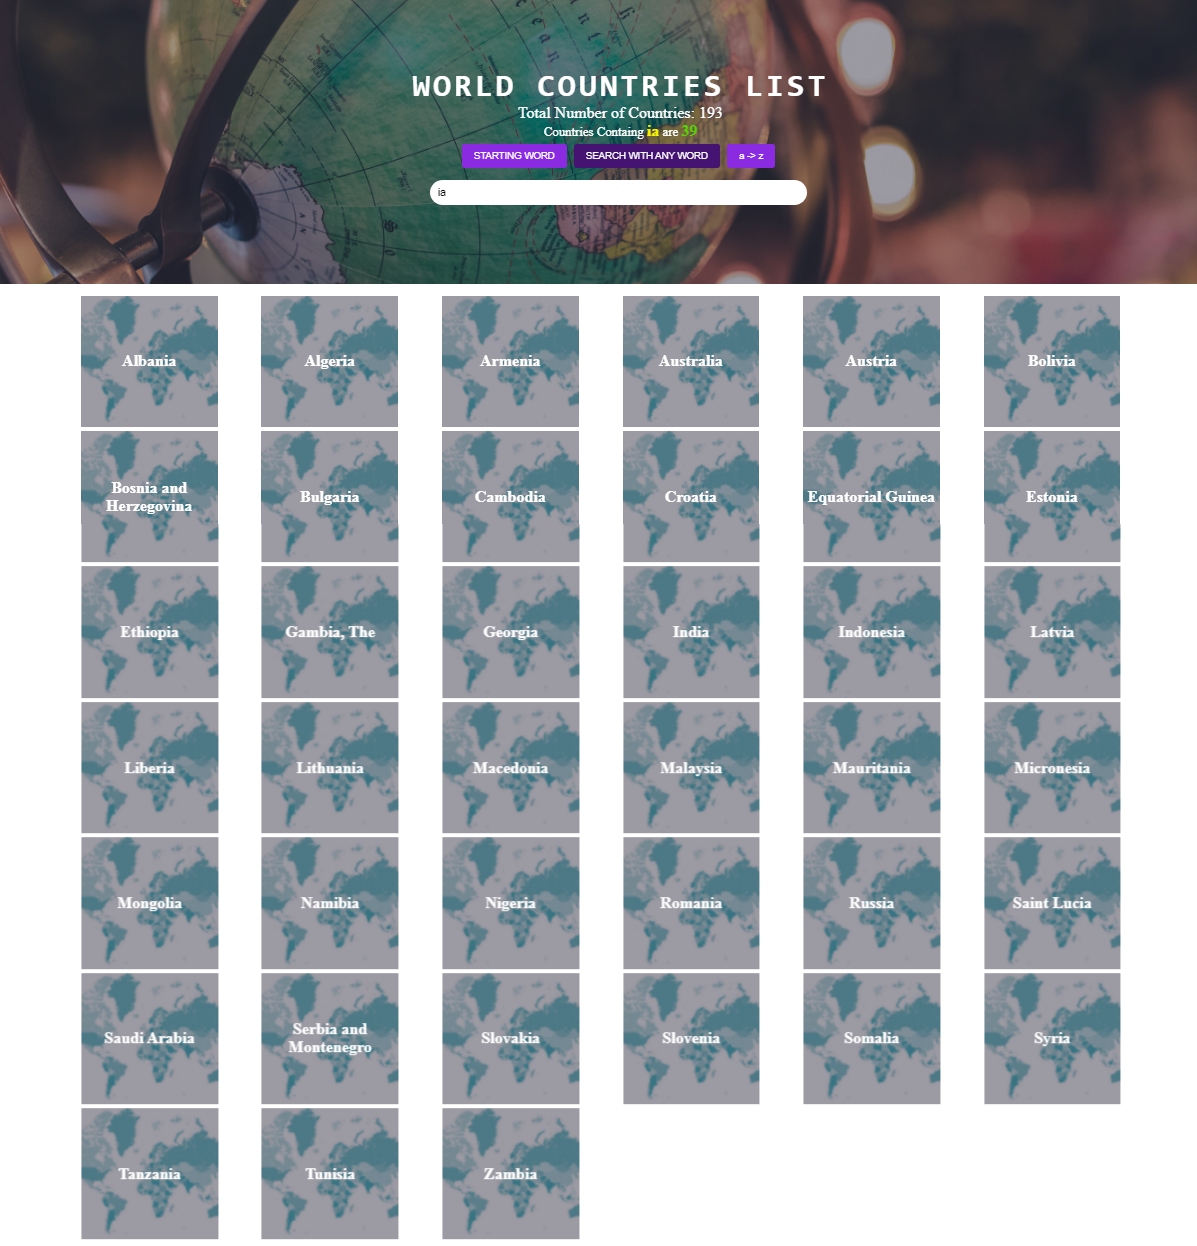 WORLD COUNTRIES LIST
Total Number of Countries: 193
Countries Containg ia are 39
STARTING WORD
SEARCH WITH ANY WORD
a -> z
ia
Albania
Algeria
Armenia
Australia
Austria
Bolivia
Bosnia and
Herzegovina
Bulgaria
Cambodia
Croatia
Equatorial Guinea
Estonia
Ethiopia
Gambia, The
Georgia
India
Indonesia
Latvia
Liberia
Lithuania
Macedonia
Malaysia
Mauritania
Micronesia
Mongolia
Namibia
Nigeria
Romania
Russia
Saint Lucia
Saudi Arabia
Serbia and
Montenegro
Slovakia
Slovenia
Somalia
Syria
Tanzania
Tunisia
Zambia